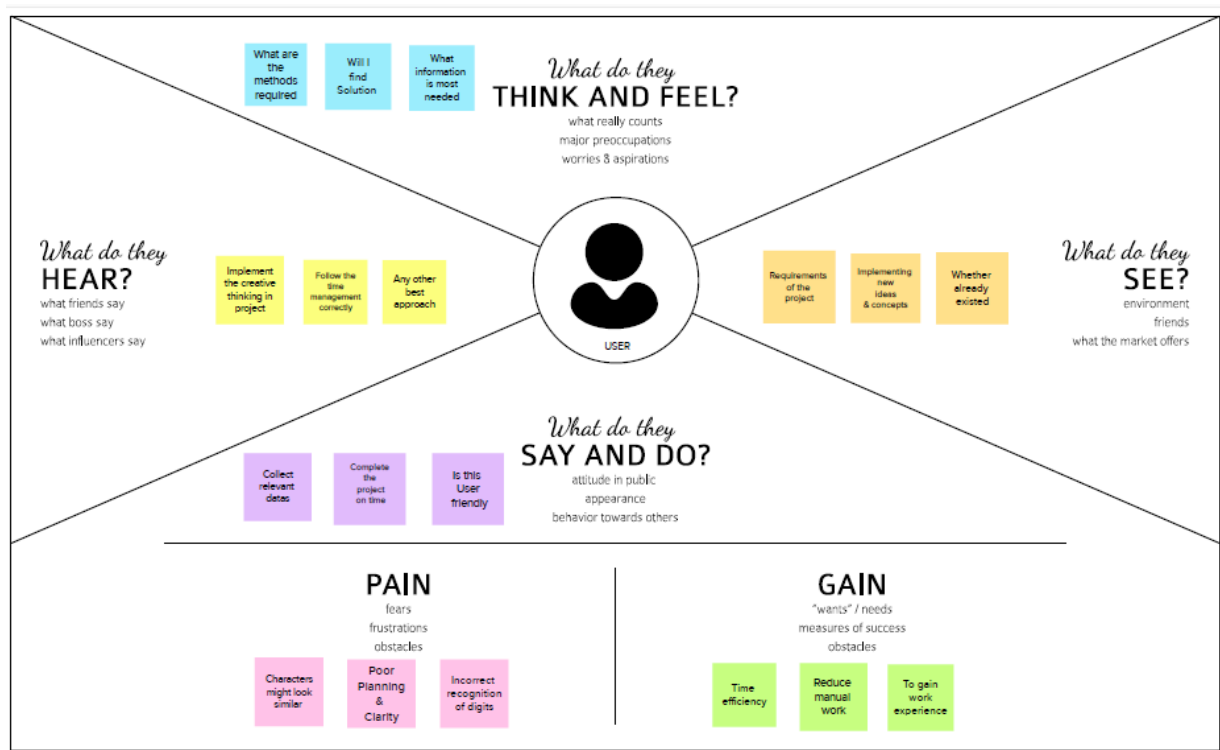 What are
the
methods
required
Will I
find
Solution
What
information
is most
needed
What do they
THINK AND FEEL?
what really counts
major preoccupations
worries & aspirations
What do they
HEAR?
what friends say
what boss say
what influencers say
Implement
the creative
thinking in
project
Follow the
time
management
correctly
Any other
best
approach
USER
Requirements
of the
project
Implementing
new
ideas
& concepts
Whether
already
existed
What do they
SEE?
environment
friends
what the market offers
What do they
SAY AND DO?
attitude in public
appearance
behavior towards others
Collect
relevant
datas
Complete
the
project
on time
Is this
User
friendly
PAIN
fears
frustrations
obstacles
Characters
might look
similar
Poor
Planning
&
Clarity
Incorrect
recognition
of digits
GAIN
"wants" / needs
measures of success
obstacles
Time
efficiency
Reduce
manual
work
To gain
work
experience